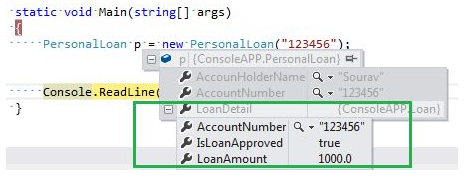 static void Main(string[] args)
{
PersonalLoan p = new PersonalLoan("123456");
p {ConsoleAPP.PersonalLoan}
AccounHolderName "Sourav"
Console.ReadLine( AccountNumber "123456"
LoanDetail {ConsoleAPP.Loan}
} AccountNumber "123456"
IsLoanApproved true
LoanAmount 1000.0